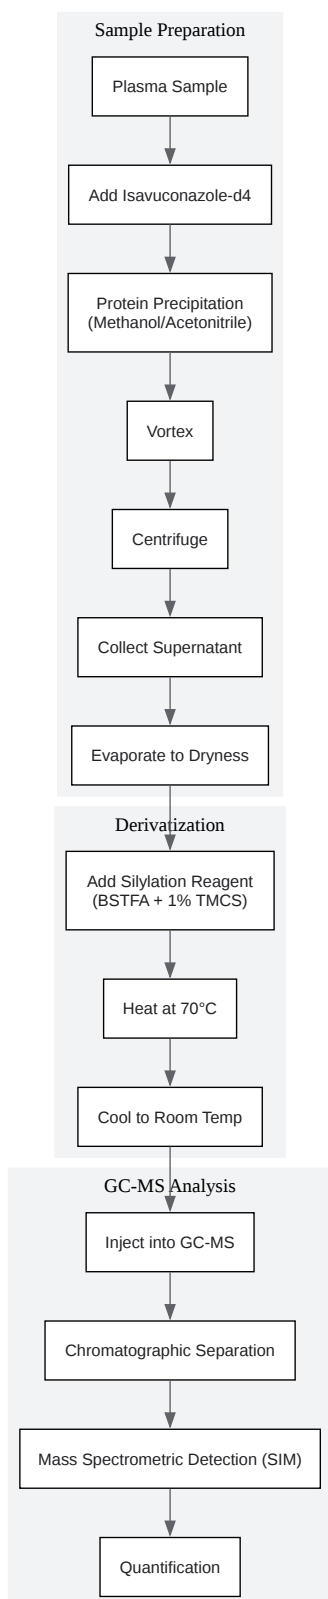 Sample Preparation
Plasma Sample
Add Isavuconazole-d4
Protein Precipitation
(Methanol/Acetonitrile)
Vortex
Centrifuge
Collect Supernatant
Evaporate to Dryness
Derivatization
Add Silylation Reagent
(BSTFA + 1% TMCS)
Heat at 70°C
Cool to Room Temp
GC-MS Analysis
Inject into GC-MS
Chromatographic Separation
Mass Spectrometric Detection (SIM)
Quantification